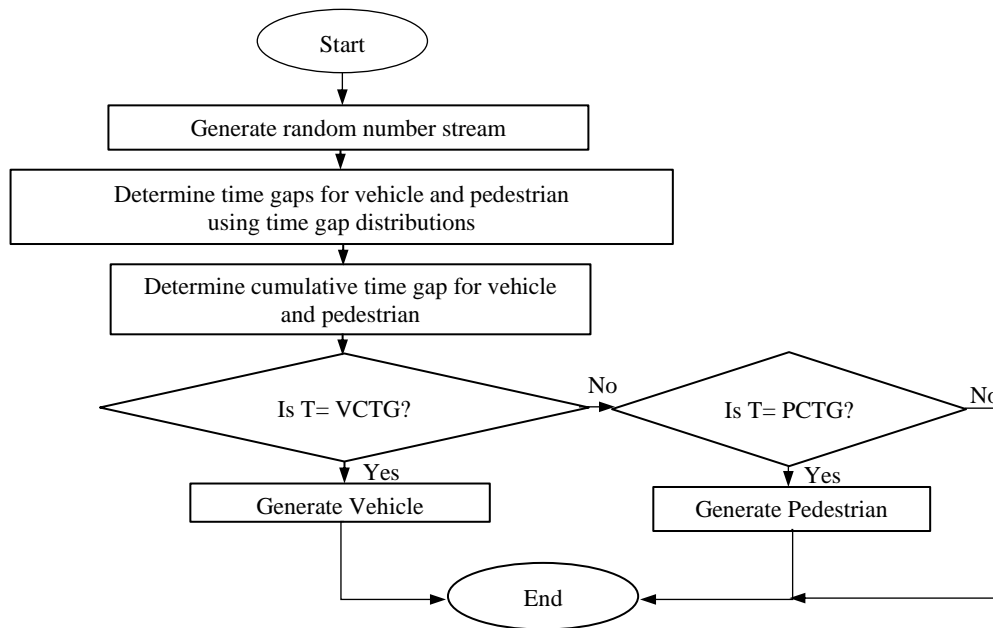 Start
Generate random number stream
Determine time gaps for vehicle and pedestrian
using time gap distributions
Determine cumulative time gap for vehicle
and pedestrian
Is T= VCTG?
No
Is T= PCTG?
No
Yes
Generate Vehicle
Yes
Generate Pedestrian
End